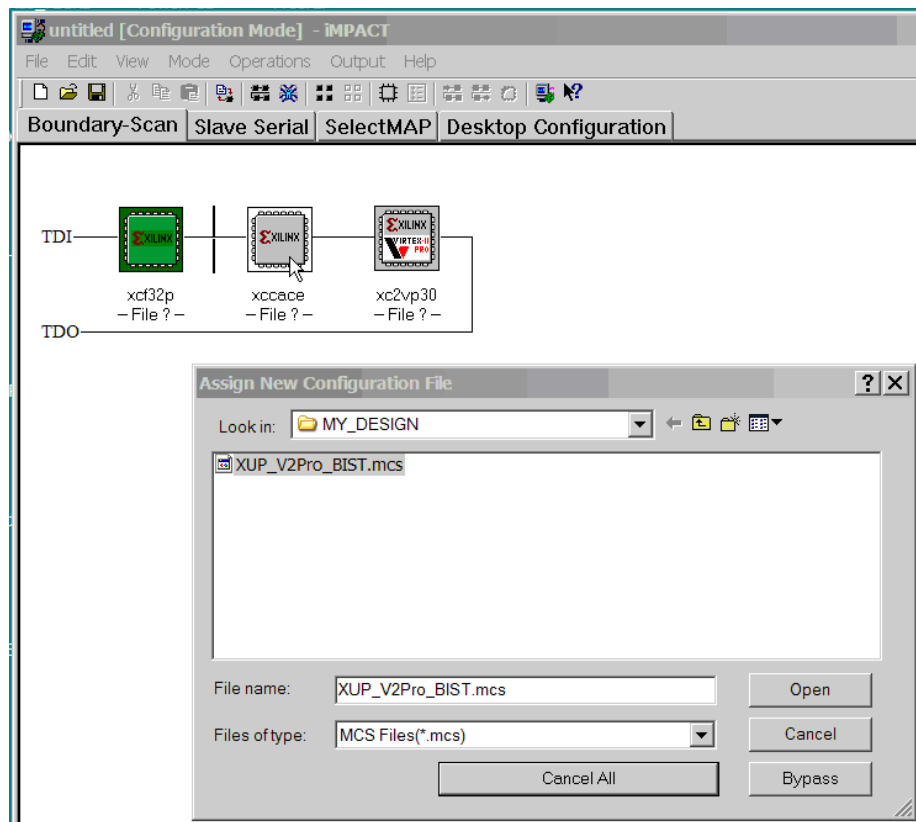 untitled [Configuration Mode] - iMPACT
File Edit View Mode Operations Output Help
Boundary-Scan Slave Serial SelectMAP Desktop Configuration
XILINX XILINX XILINX
VIRTEX-II
PRO
TDI
xcf32p xccace xc2vp30
-- File ? -- -- File ? -- -- File ? --
TDO
Assign New Configuration File
Look in: MY_DESIGN
XUP_V2Pro_BIST.mcs
File name: XUP_V2Pro_BIST.mcs Open
Files of type: MCS Files(*.mcs) Cancel
Cancel All Bypass